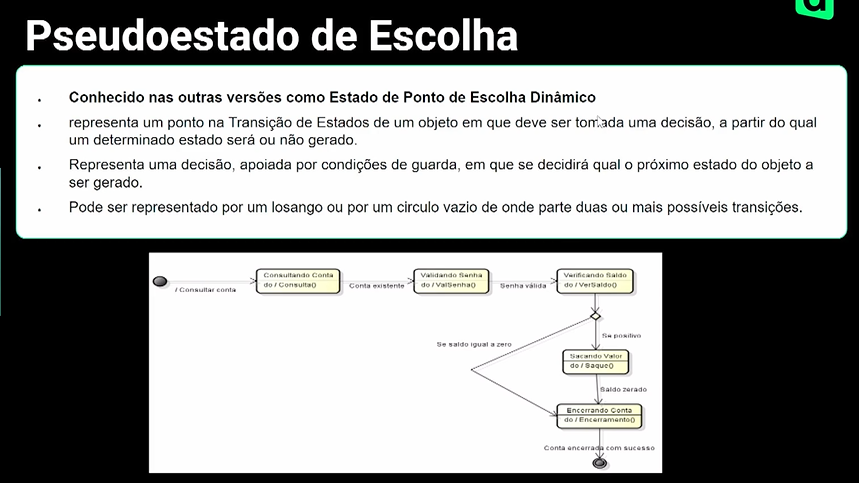 Pseudoestado de Escolha
Conhecido nas outras versões como Estado de Ponto de Escolha Dinâmico
representa um ponto na Transição de Estados de um objeto em que deve ser tomada uma decisão, a partir do qual
um determinado estado será ou não gerado.
Representa uma decisão, apoiada por condições de guarda, em que se decidirá qual o próximo estado do objeto a
ser gerado.
Pode ser representado por um losango ou por um circulo vazio de onde parte duas ou mais possíveis transições.
/ Consultar conta
Consultando Conta
do / Consulta()
Conta existente
Validando Senha
do / ValSenha()
Senha válida
Verificando Saldo
do / VerSaldo()
Se saldo igual a zero
Se positivo
Sacando Valor
do / Saque()
Saldo zerado
Encerrando Conta
do / Encerramento()
Conta encerrada com sucesso